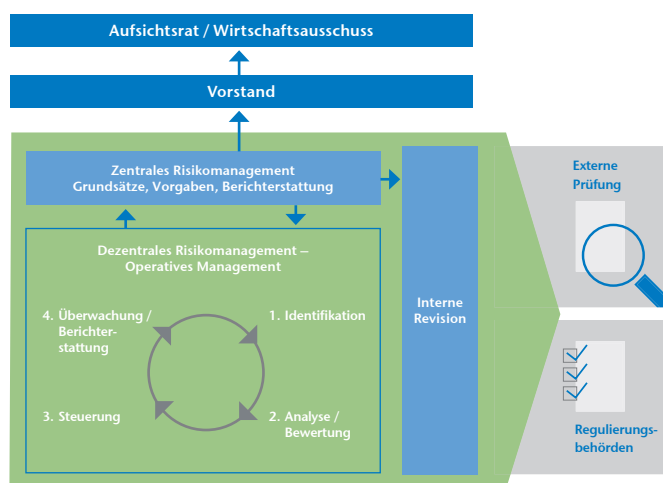 Aufsichtsrat / Wirtschaftsausschuss
Vorstand
Zentrales Risikomanagement
Grundsätze, Vorgaben, Berichterstattung
Dezentrales Risikomanagement –
Operatives Management
4. Überwachung /
Berichter-
stattung
1. Identifikation
3. Steuerung
2. Analyse /
Bewertung
Interne
Revision
Externe
Prüfung
Regulierungs-
behörden